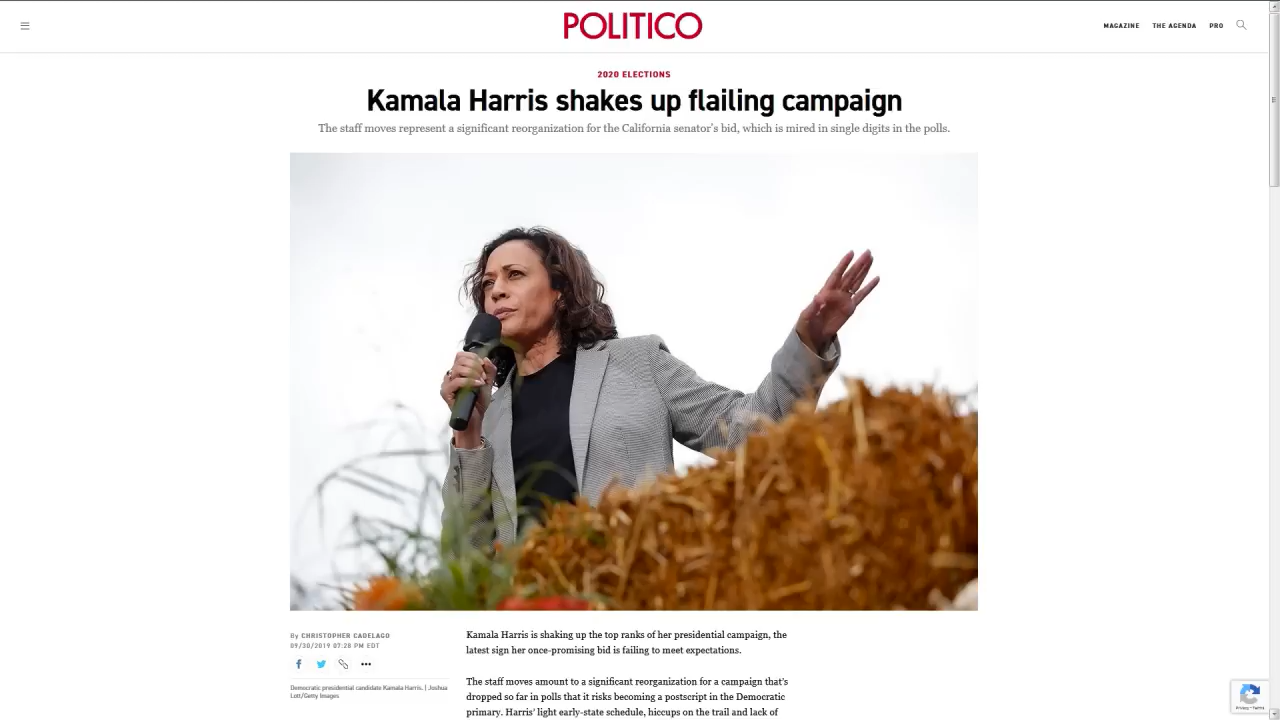 POLITICO
MAGAZINE THE AGENDA PRO
2020 ELECTIONS
Kamala Harris shakes up flailing campaign
The staff moves represent a significant reorganization for the California senator's bid, which is mired in single digits in the polls.
By CHRISTOPHER CADELAGO
09/30/2019 07:28 PM EDT
Democratic presidential candidate Kamala Harris. | Joshua
Lott/Getty Images
Kamala Harris is shaking up the top ranks of her presidential campaign, the
latest sign her once-promising bid is failing to meet expectations.
The staff moves amount to a significant reorganization for a campaign that's
dropped so far in polls that it risks becoming a postscript in the Democratic
primary. Harris' light early-state schedule, hiccups on the trail and lack of
Privacy - Terms